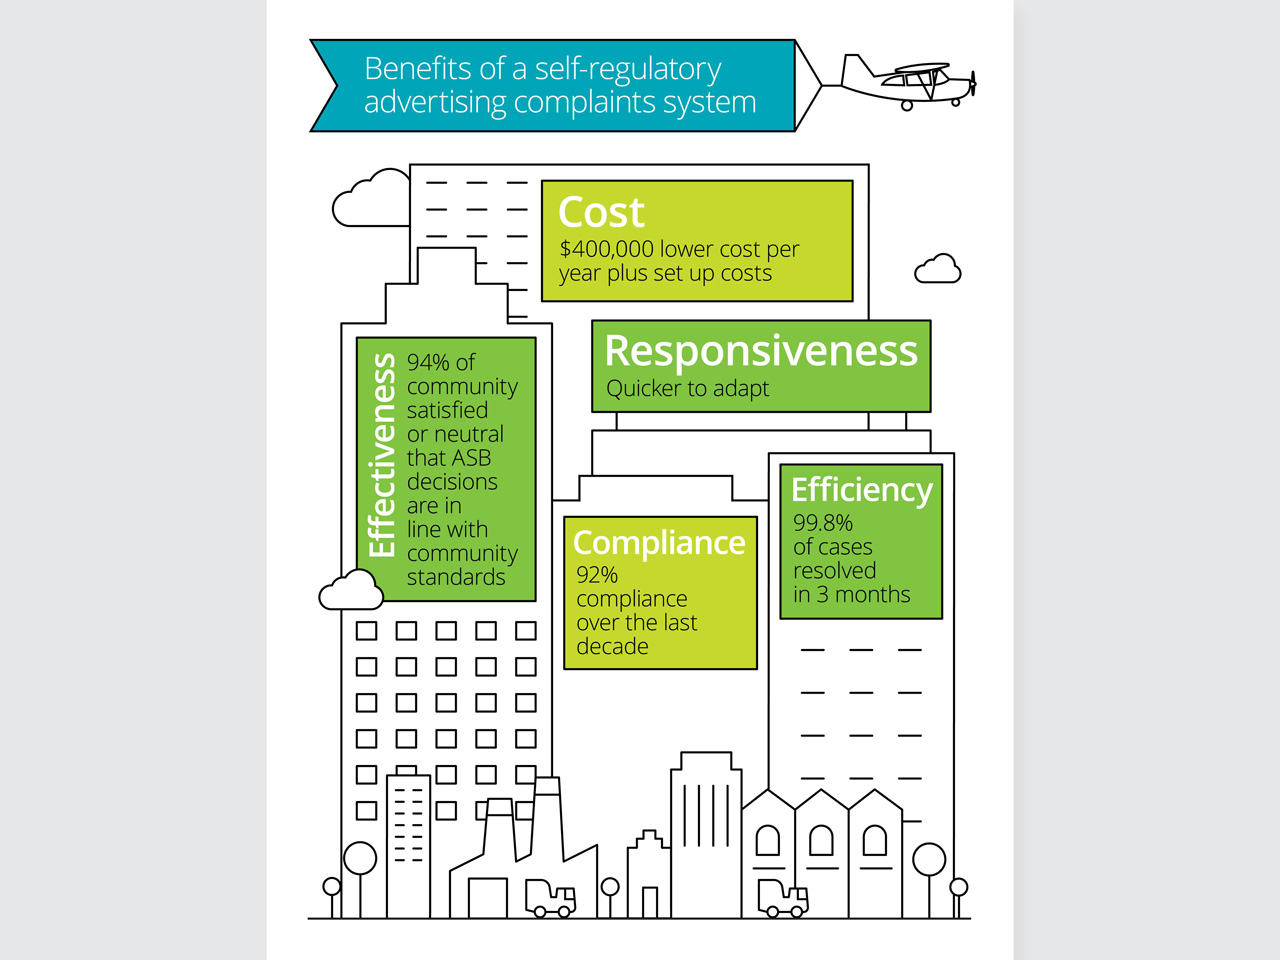 Benefits of a self-regulatory
advertising complaints system
Cost
$400,000 lower cost per
year plus set up costs
Responsiveness
Quicker to adapt
Effectiveness
94% of
community
satisfied
or neutral
that ASB
decisions
are in
line with
community
standards
Compliance
92%
compliance
over the last
decade
Efficiency
99.8%
of cases
resolved
in 3 months